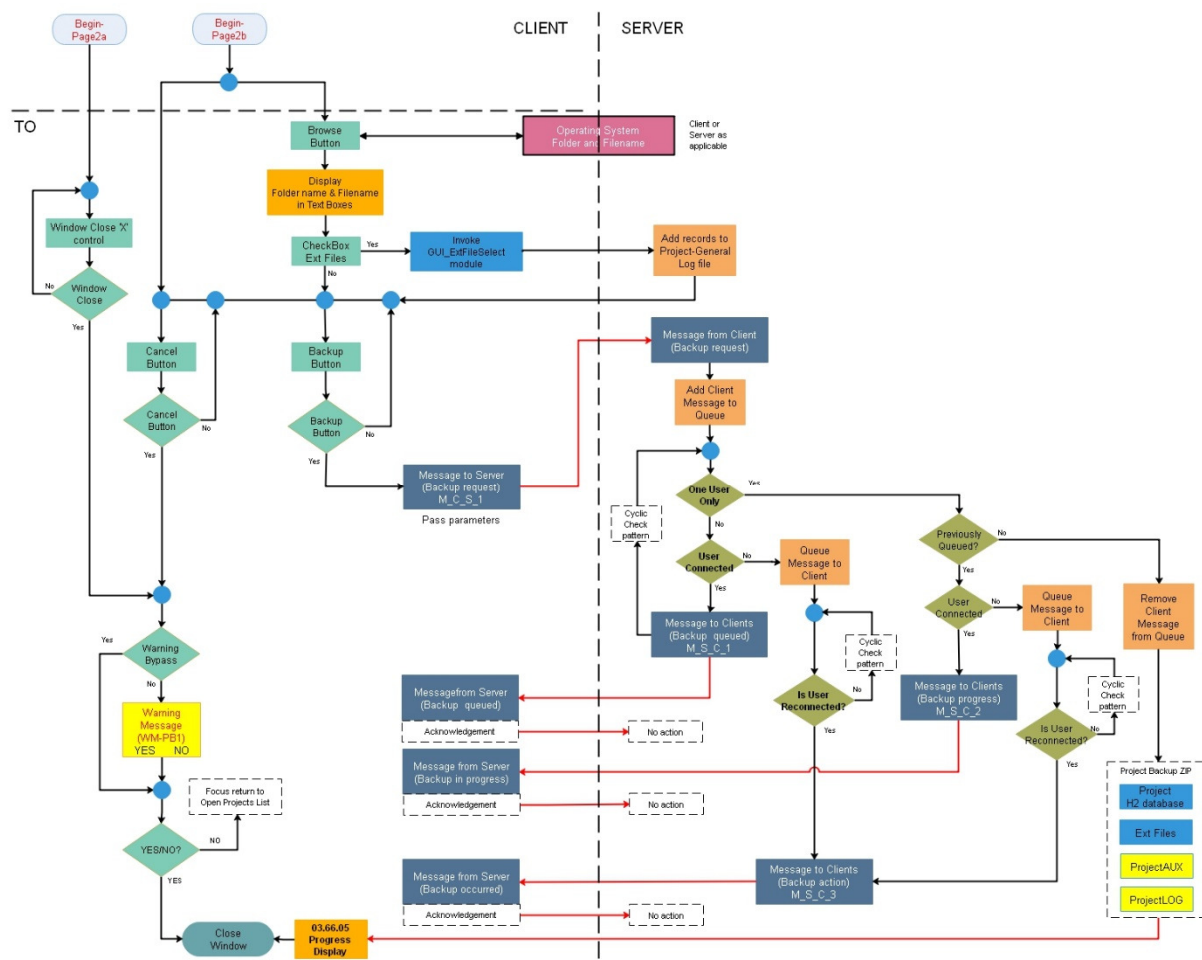 Begin-
Page2a
Begin-
Page2b
CLIENT
SERVER
TO
Browse
Button
Operating System
Folder and Filename
Client or
Server as
applicable
Display
Folder name & Filename
in Text Boxes
Window Close 'X'
control
CheckBox
Ext Files
Yes
Invoke
GUI_ExtFileSelect
module
Add records to
Project-General
Log file
No
Window
Close
No
Yes
Cancel
Button
Backup
Button
Message from Client
(Backup request)
Add Client
Message to
Queue
Cancel
Button
No
Yes
Backup
Button
No
Yes
Message to Server
(Backup request)
M_C_S_1
Pass parameters
One User
Only
Yes
No
Cyclic
Check
pattern
User
Connected
No
Yes
Queue
Message to
Client
Previously
Queued?
No
Yes
User
Connected
No
Yes
Queue
Message to
Client
Remove
Client
Message
from Queue
Message to Clients
(Backup queued)
M_S_C_1
Cyclic
Check
pattern
Yes
Warning
Bypass
No
Messagefrom Server
(Backup queued)
Acknowledgement
No action
Is User
Reconnected?
No
Yes
Message to Clients
(Backup progress)
M_S_C_2
Cyclic
Check
pattern
Is User
Reconnected?
No
Yes
Warning
Message
(WM-PB1)
YES NO
Message from Server
(Backup in progress)
Acknowledgement
No action
Focus return to
Open Projects List
Project Backup ZIP
Project
H2 database
Ext Files
ProjectAUX
ProjectLOG
YES/NO?
NO
YES
Message from Server
(Backup occurred)
Acknowledgement
No action
Message to Clients
(Backup action)
M_S_C_3
Close
Window
03.66.05
Progress
Display